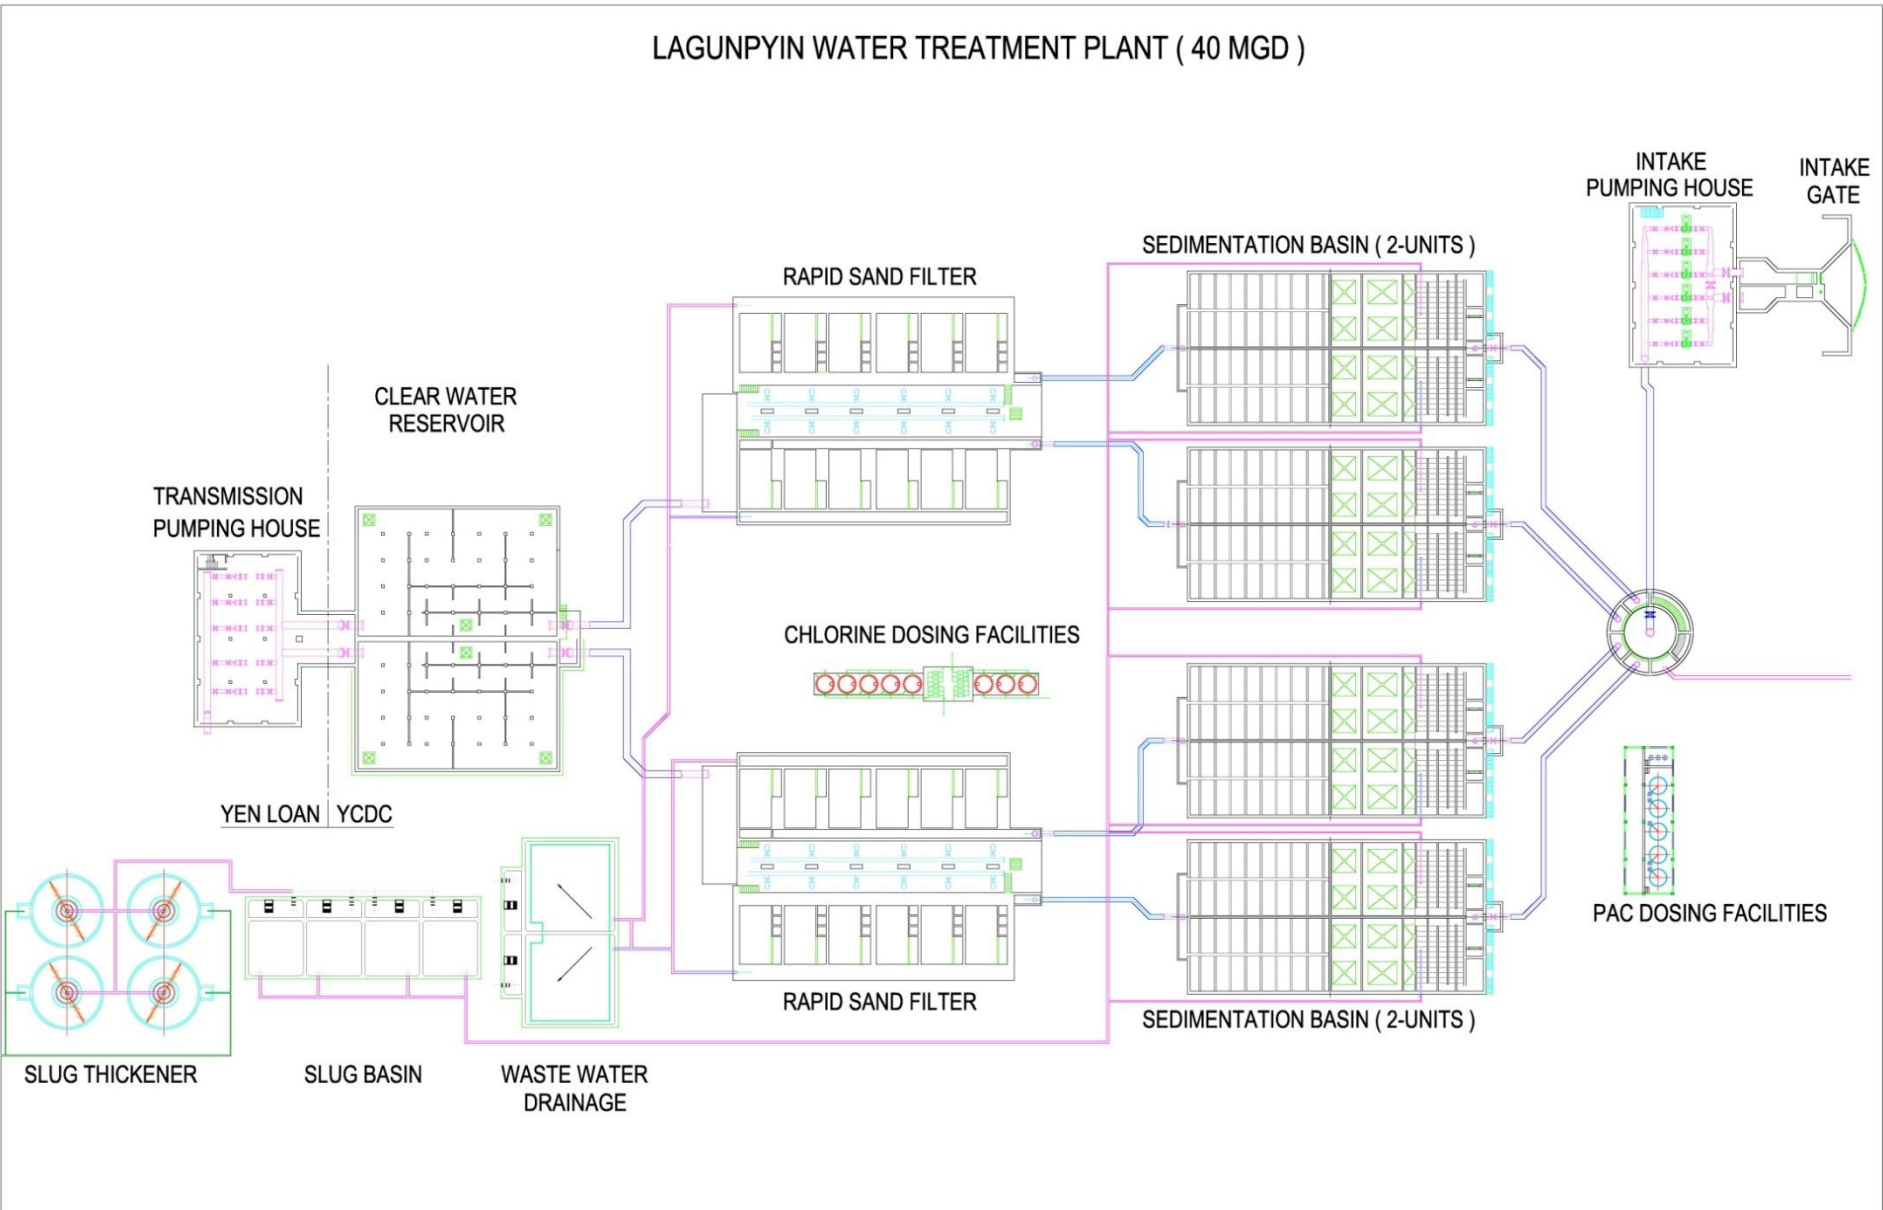 LAGUNPYIN WATER TREATMENT PLANT ( 40 MGD )
INTAKE
PUMPING HOUSE
INTAKE
GATE
SEDIMENTATION BASIN ( 2-UNITS )
RAPID SAND FILTER
CLEAR WATER
RESERVOIR
TRANSMISSION
PUMPING HOUSE
CHLORINE DOSING FACILITIES
YEN LOAN
YCDC
PAC DOSING FACILITIES
RAPID SAND FILTER
SEDIMENTATION BASIN ( 2-UNITS )
SLUG THICKENER
SLUG BASIN
WASTE WATER
DRAINAGE